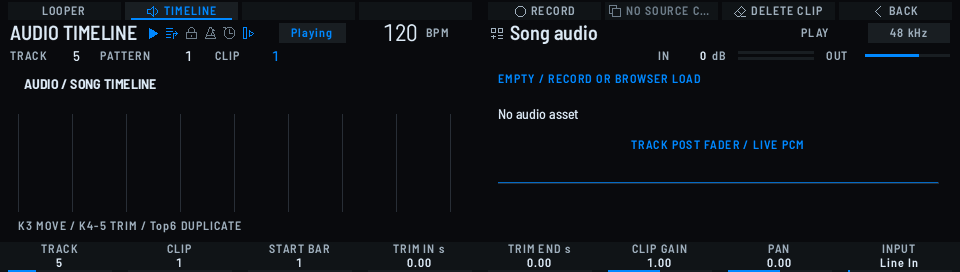 LOOPER TIMELINE RECORD NO SOURCE C... DELETE CLIP BACK
AUDIO TIMELINE Playing 120 BPM Song audio PLAY 48 kHz
TRACK 5 PATTERN 1 CLIP 1 IN 0 dB OUT
AUDIO / SONG TIMELINE
EMPTY / RECORD OR BROWSER LOAD
No audio asset
TRACK POST FADER / LIVE PCM
K3 MOVE / K4-5 TRIM / Top6 DUPLICATE
TRACK CLIP START BAR TRIM IN s TRIM END s CLIP GAIN PAN INPUT
5 1 1 0.00 0.00 1.00 0.00 Line In